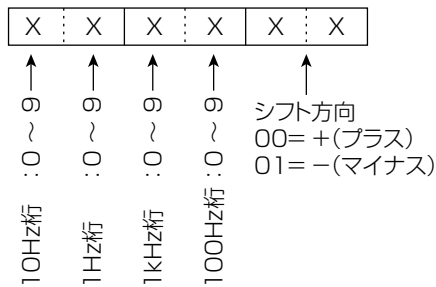 X X X X X X
10Hz桁:0~9
1Hz桁:0~9
1kHz桁:0~9
100Hz桁:0~9
シフト方向
00=+(プラス)
01=-(マイナス)